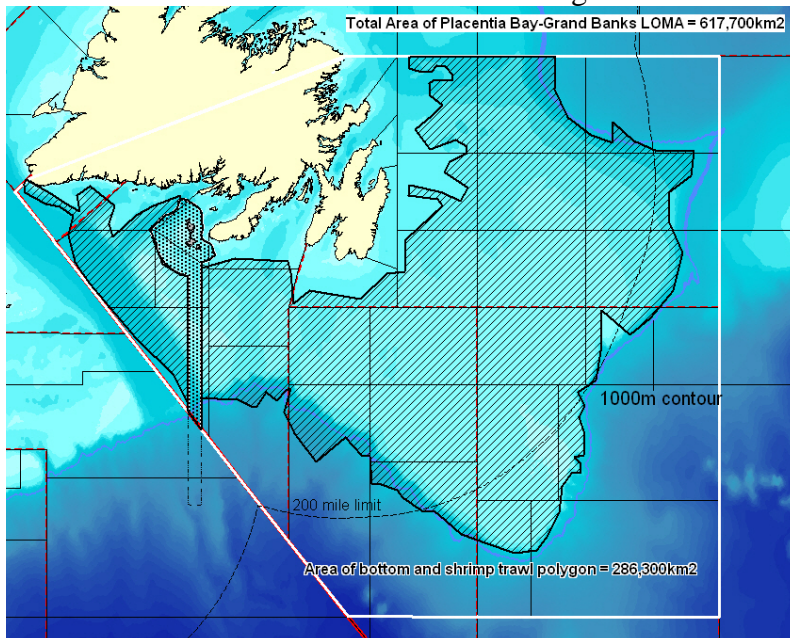 Total Area of Placentia Bay-Grand Banks LOMA = 617,700km2
1000m contour
200 mile limit
Area of bottom and shrimp trawl polygon = 286,300km2